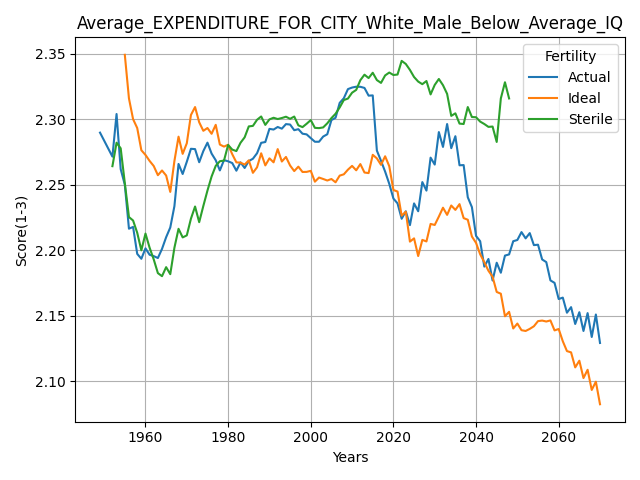 Average_EXPENDITURE_FOR_CITY_White_Male_Below_Average_IQ
Fertility
Actual
Ideal
Sterile
Score(1-3)
2.35
2.30
2.25
2.20
2.15
2.10
1960 1980 2000 2020 2040 2060
Years